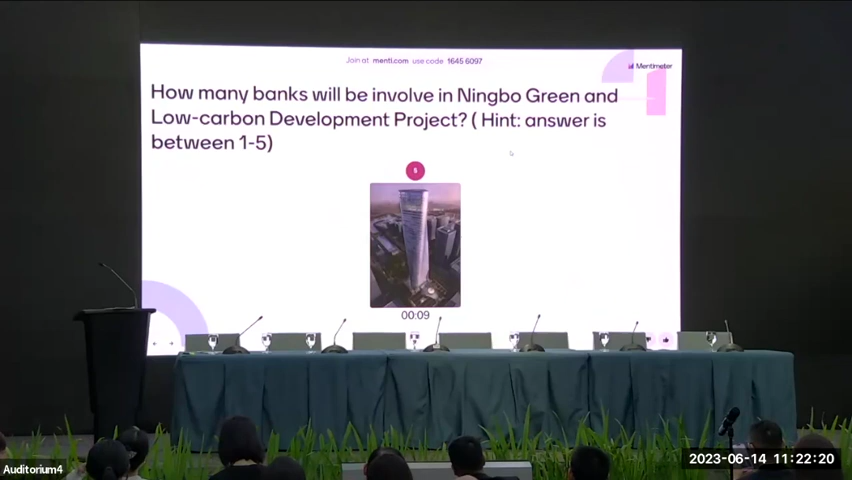 Join at menti.com use code 1645 6097
Mentimeter
How many banks will be involve in Ningbo Green and
Low-carbon Development Project? ( Hint: answer is
between 1-5)
5
00:09
Auditorium4
2023-06-14 11:22:20